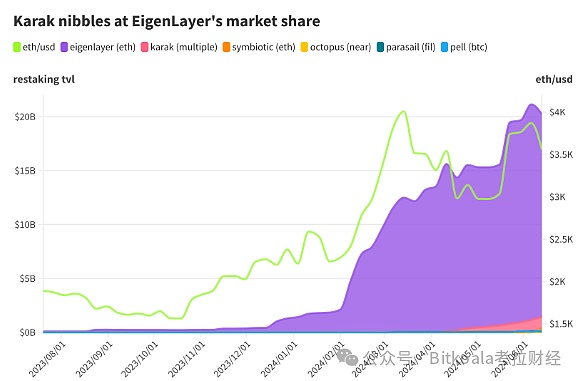 Karak nibbles at EigenLayer's market share
eth/usd eigenlayer (eth) karak (multiple) symbiotic (eth) octopus (near) parasail (fil) pell (btc)
restaking tvl eth/usd
$20B $4K
$15B $3.5K
$3K
$10B $2.5K
$5B $2K
$0B $1.5K
2023/08/01 2023/09/01 2023/10/01 2023/11/01 2023/12/01 2024/01/01 2024/02/01 2024/03/01 2024/04/01 2024/05/01 2024/06/01
公众号 · Bitkoala考拉财经